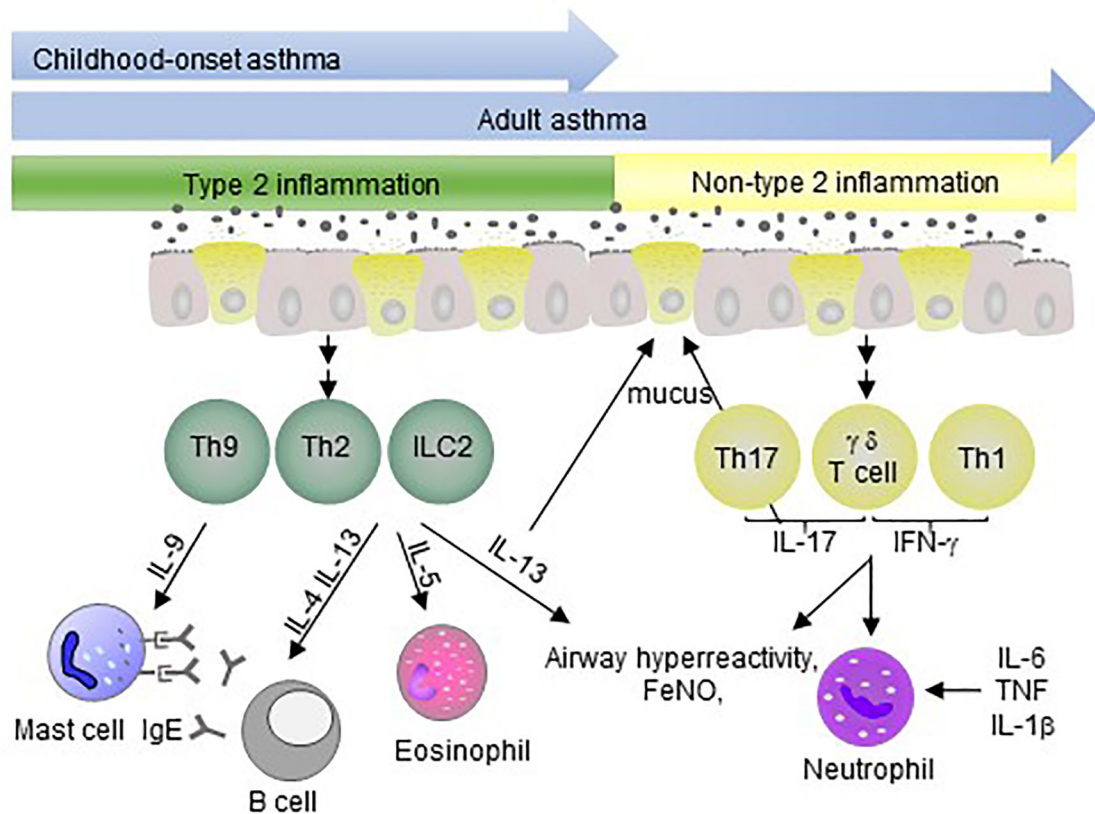 Childhood-onset asthma
Adult asthma
Type 2 inflammation
Non-type 2 inflammation
mucus
Th9
Th2
ILC2
Th17
γ δ
T cell
Th1
IL-9
IL-4 IL-13
IL-5
IL-13
IL-17
IFN-γ
Airway hyperreactivity,
FeNO,
IL-6
TNF
IL-1β
Mast cell
IgE
B cell
Eosinophil
Neutrophil